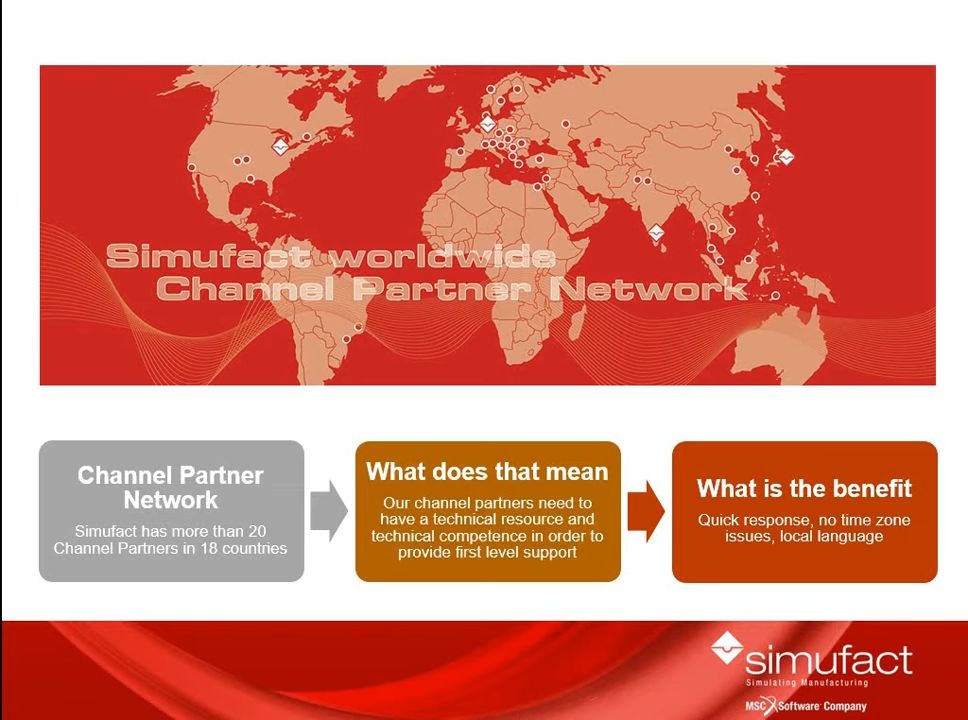 Simufact worldwide
Channel Partner Network
Channel Partner
Network
Simufact has more than 20
Channel Partners in 18 countries
What does that mean
Our channel partners need to
have a technical resource and
technical competence in order to
provide first level support
What is the benefit
Quick response, no time zone
issues, local language
simufact
Simulating Manufacturing
MSC Software Company